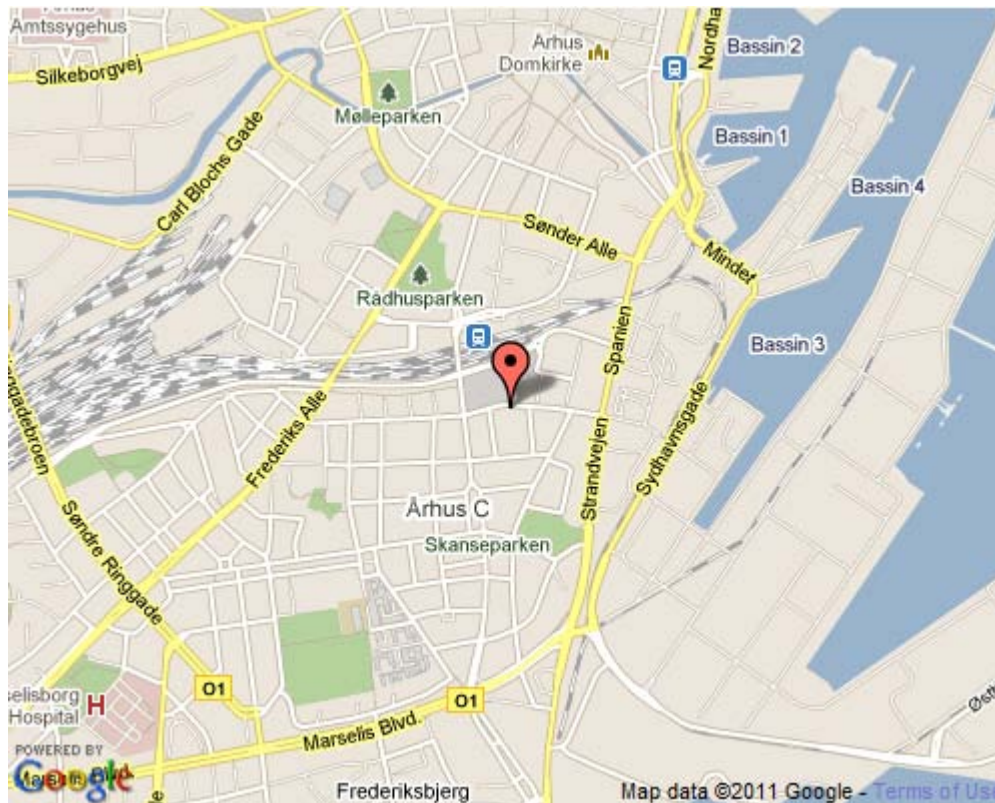 Amtssygehus
Silkeborgvej
Århus
Domkirke
Bassin 2
Mølleparken
Bassin 1
Carl Blochs Gade
Bassin 4
Sønder Alle
Mindet
Rådhusparken
Bassin 3
Spanien
Frederiks Alle
Strandvejen
Sydhavnsgade
Århus C
Skanseparken
Søndre Ringgade
O1
O1
selisborg
Hospital
H
Marselis Blvd.
POWERED BY
Google
Frederiksbjerg
Map data ©2011 Google - Terms of Use